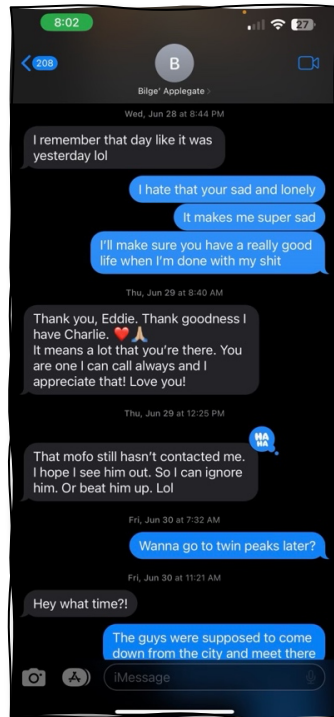 8:02
27
208
B
Bilge' Applegate
Wed, Jun 28 at 8:44 PM
I remember that day like it was
yesterday lol
I hate that your sad and lonely
It makes me super sad
I'll make sure you have a really good
life when I'm done with my shit
Thu, Jun 29 at 8:40 AM
Thank you, Eddie. Thank goodness I
have Charlie. ❤️🙏🏼
It means a lot that you're there. You
are one I can call always and I
appreciate that! Love you!
Thu, Jun 29 at 12:25 PM
HA
HA
That mofo still hasn't contacted me.
I hope I see him out. So I can ignore
him. Or beat him up. Lol
Fri, Jun 30 at 7:32 AM
Wanna go to twin peaks later?
Fri, Jun 30 at 11:21 AM
Hey what time?!
The guys were supposed to come
down from the city and meet there
iMessage